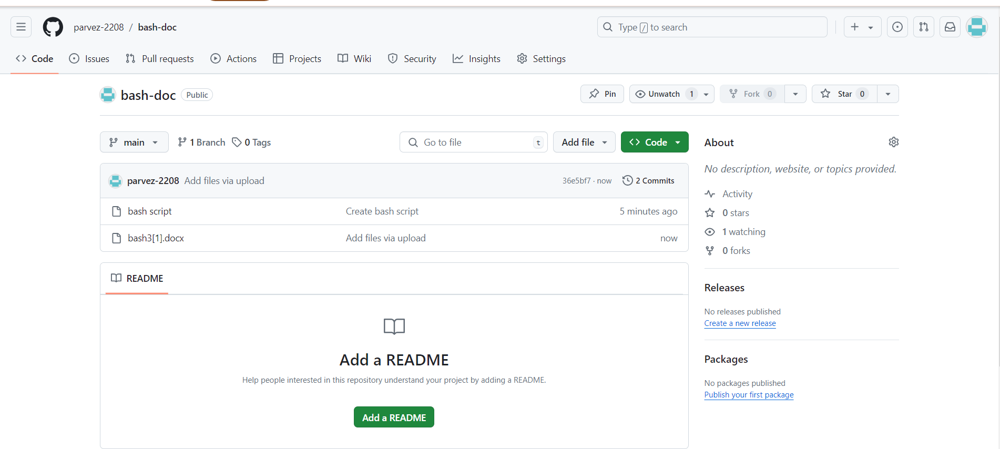 parvez-2208 / bash-doc
Type / to search
Code Issues Pull requests Actions Projects Wiki Security Insights Settings
bash-doc Public
Pin Unwatch 1 Fork 0 Star 0
main 1 Branch 0 Tags
Go to file t Add file Code
parvez-2208 Add files via upload 36e5bf7 · now 2 Commits
bash script Create bash script 5 minutes ago
bash3[1].docx Add files via upload now
README
Add a README
Help people interested in this repository understand your project by adding a README.
Add a README
About
No description, website, or topics provided.
Activity
0 stars
1 watching
0 forks
Releases
No releases published
Create a new release
Packages
No packages published
Publish your first package